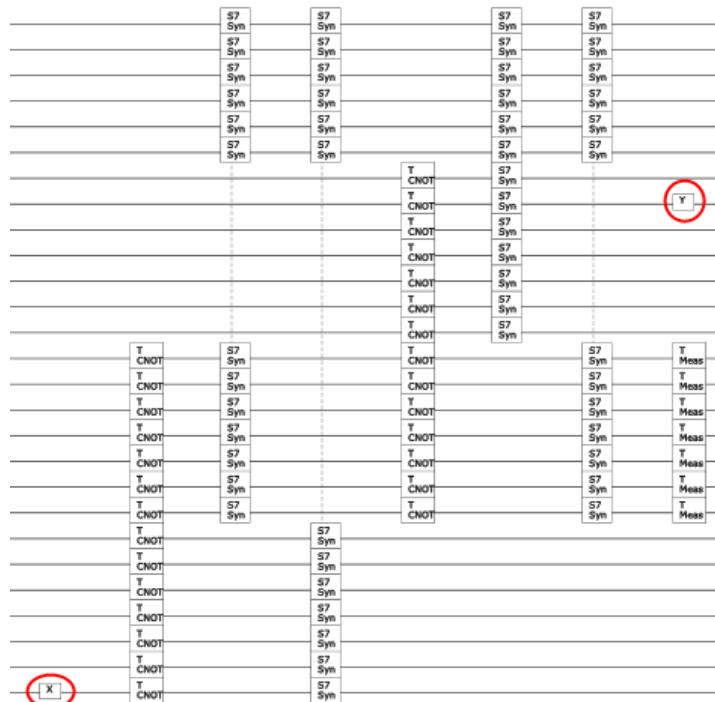 S7 S7 S7 S7
Syn Syn Syn Syn
S7 S7 S7 S7
Syn Syn Syn Syn
S7 S7 S7 S7
Syn Syn Syn Syn
S7 S7 S7 S7
Syn Syn Syn Syn
S7 S7 S7 S7
Syn Syn Syn Syn
S7 S7 S7 S7
Syn Syn Syn Syn
T S7
CNOT Syn
T S7 Y
CNOT Syn
T S7
CNOT Syn
T S7
CNOT Syn
T S7
CNOT Syn
T S7
CNOT Syn
T S7
CNOT Syn
T S7 T S7 T
CNOT Syn CNOT Syn Meas
T S7 T S7 T
CNOT Syn CNOT Syn Meas
T S7 T S7 T
CNOT Syn CNOT Syn Meas
T S7 T S7 T
CNOT Syn CNOT Syn Meas
T S7 T S7 T
CNOT Syn CNOT Syn Meas
T S7 T S7 T
CNOT Syn CNOT Syn Meas
T S7 T S7 T
CNOT Syn CNOT Syn Meas
T S7
CNOT Syn
T S7
CNOT Syn
T S7
CNOT Syn
T S7
CNOT Syn
T S7
CNOT Syn
T S7
CNOT Syn
X T S7
CNOT Syn